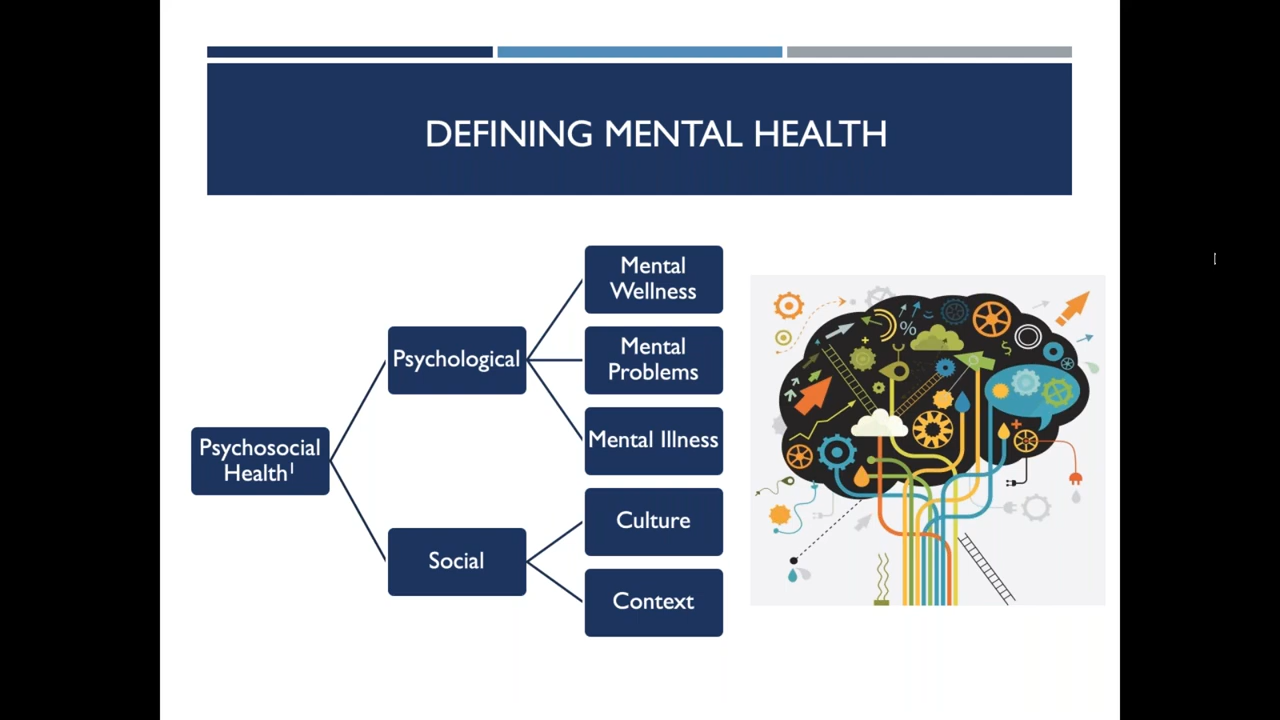 DEFINING MENTAL HEALTH
Psychosocial
Health¹
Psychological
Social
Mental
Wellness
Mental
Problems
Mental Illness
Culture
Context
%
$